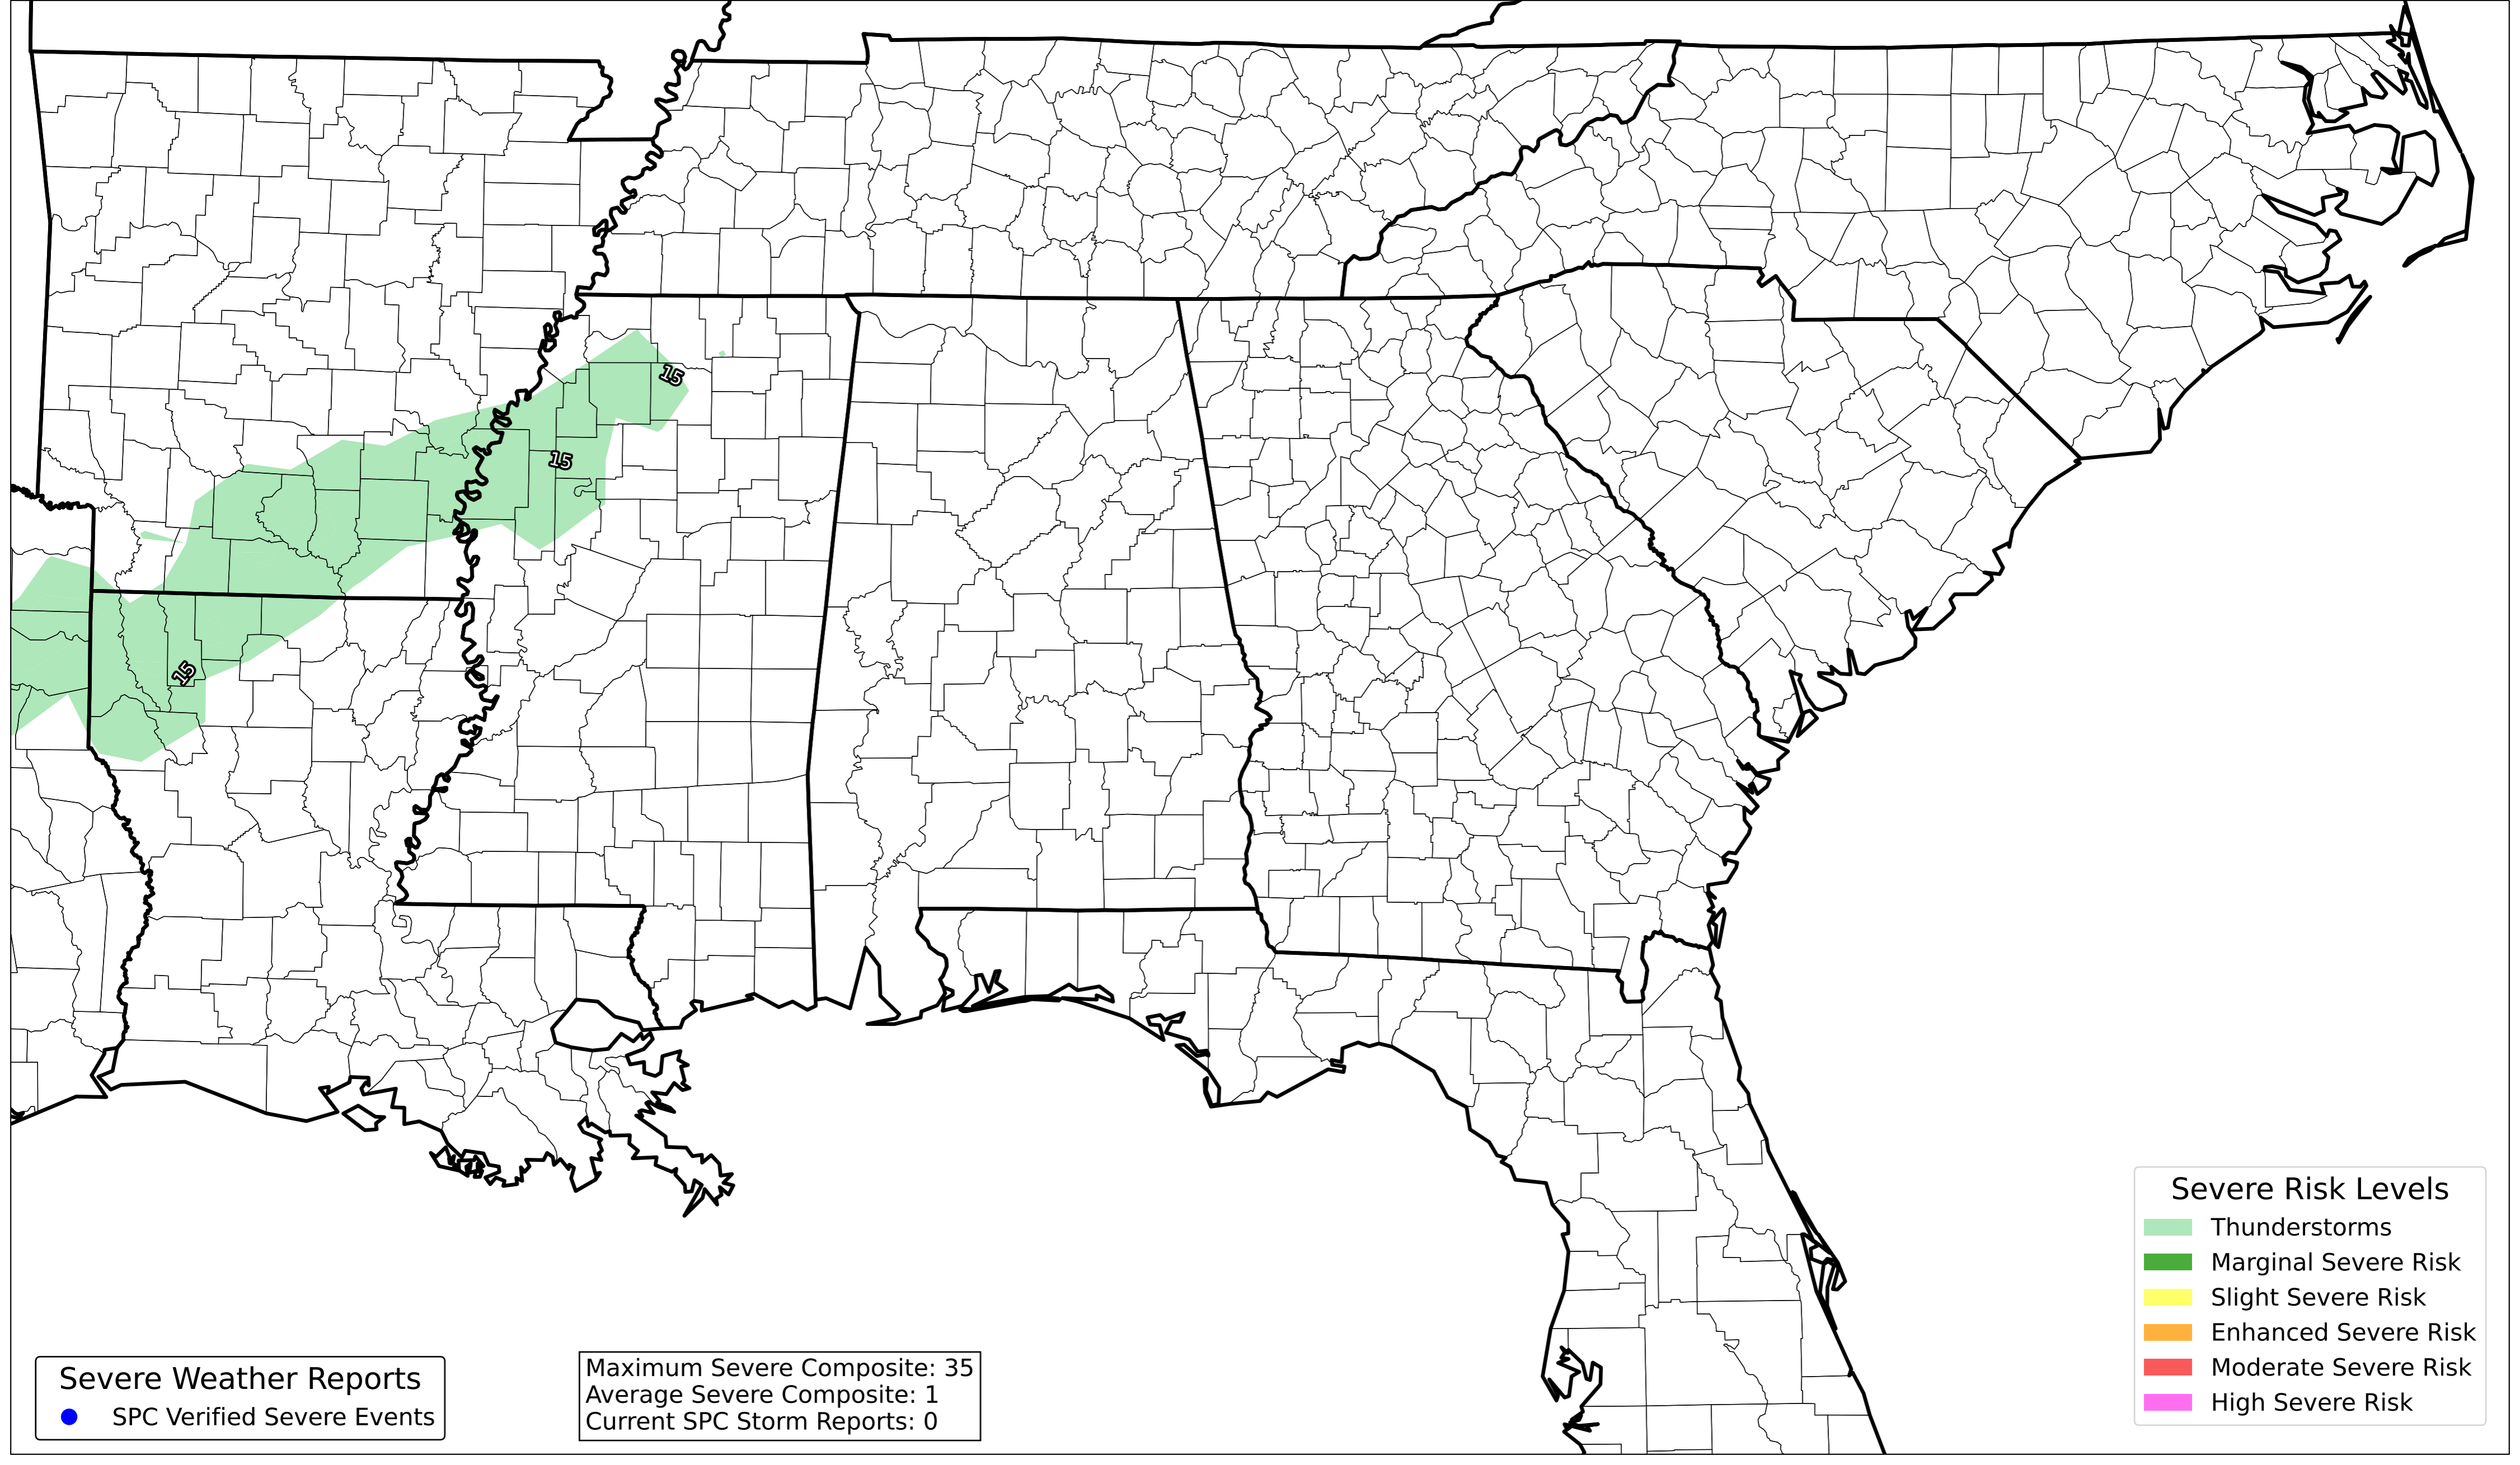 15
15
15
Severe Risk Levels
Thunderstorms
Marginal Severe Risk
Slight Severe Risk
Enhanced Severe Risk
Moderate Severe Risk
High Severe Risk
Severe Weather Reports
SPC Verified Severe Events
Maximum Severe Composite: 35
Average Severe Composite: 1
Current SPC Storm Reports: 0